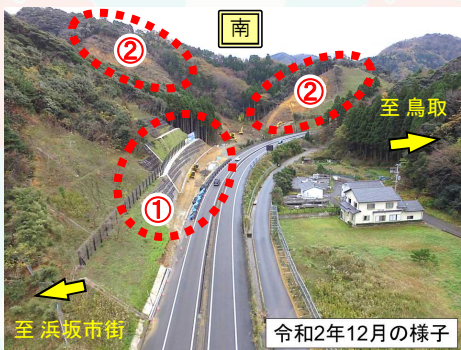 南
②
②
至 鳥取
①
至 浜坂市街
令和2年12月の様子